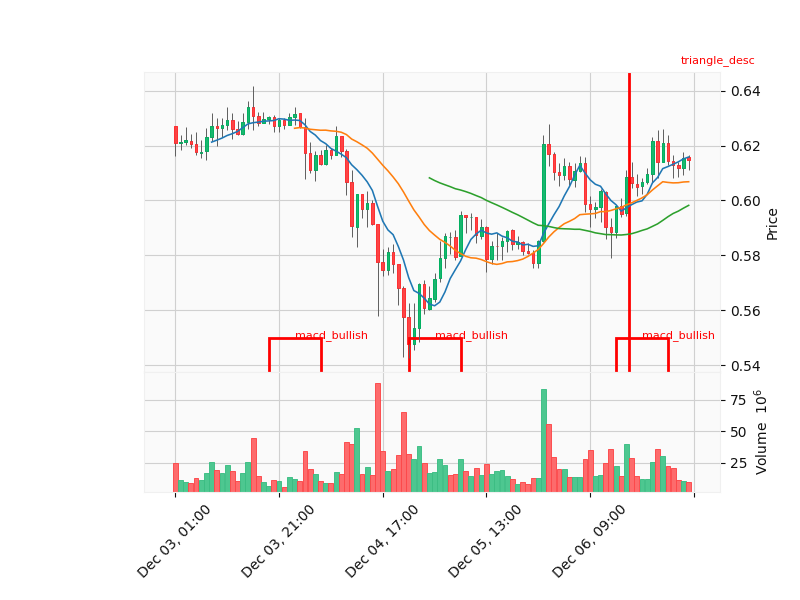 triangle_desc
0.64
0.62
0.60
0.58
0.56
0.54
Price
macd_bullish
macd_bullish
macd_bullish
75
50
25
Volume 10⁶
Dec 03, 01:00
Dec 03, 21:00
Dec 04, 17:00
Dec 05, 13:00
Dec 06, 09:00